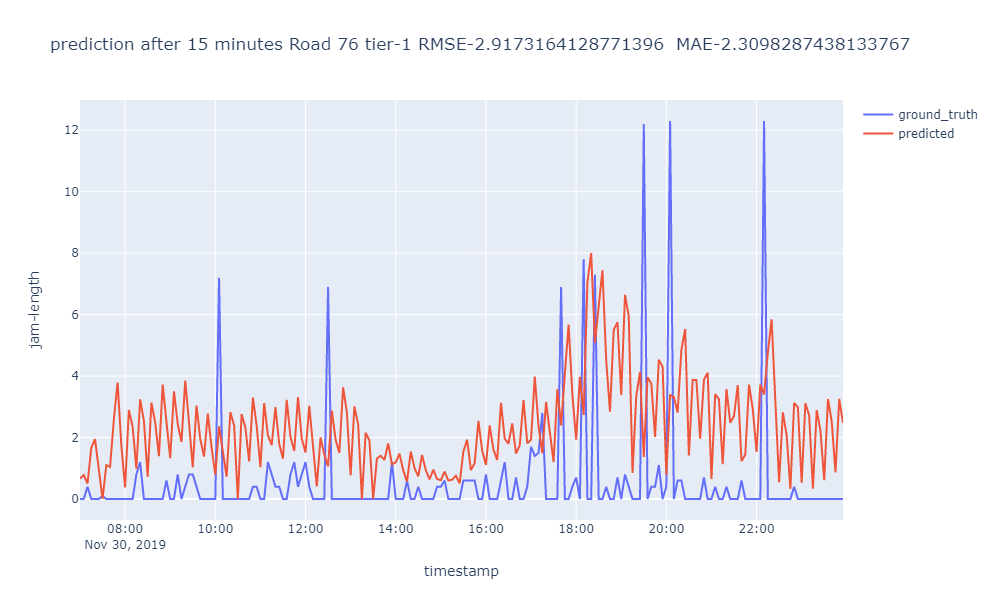 prediction after 15 minutes Road 76 tier-1 RMSE-2.9173164128771396  MAE-2.3098287438133767
ground_truth
predicted
jam-length
12
10
8
6
4
2
0
08:00 10:00 12:00 14:00 16:00 18:00 20:00 22:00
Nov 30, 2019
timestamp